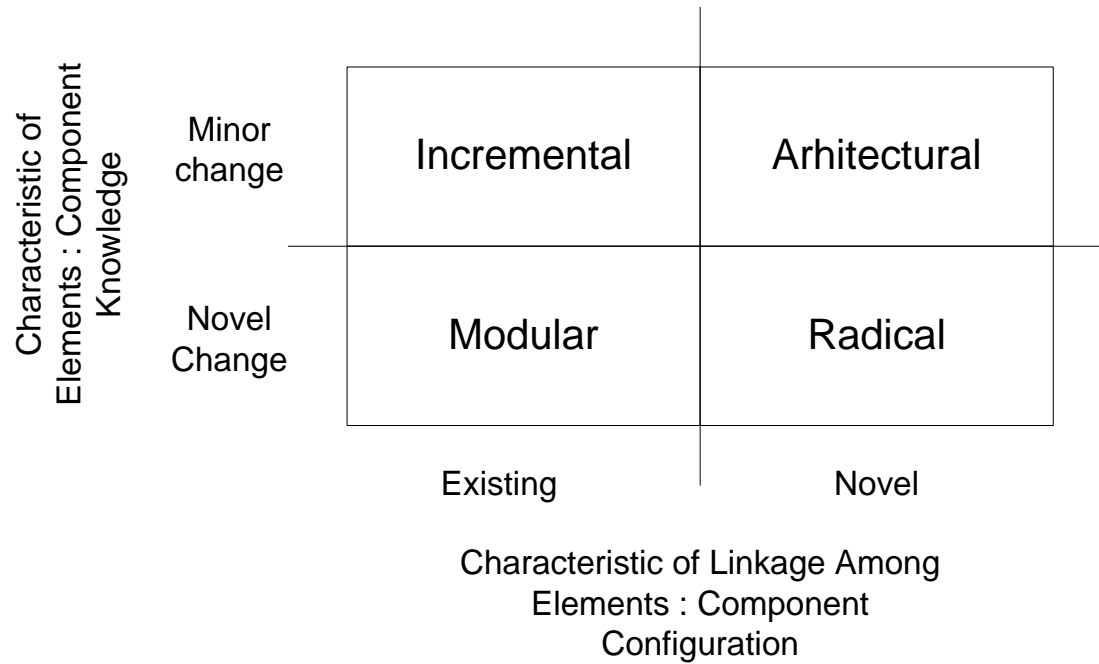 Characteristic of
Elements : Component
Knowledge
Minor
change
Incremental
Arhitectural
Novel
Change
Modular
Radical
Existing
Novel
Characteristic of Linkage Among
Elements : Component
Configuration